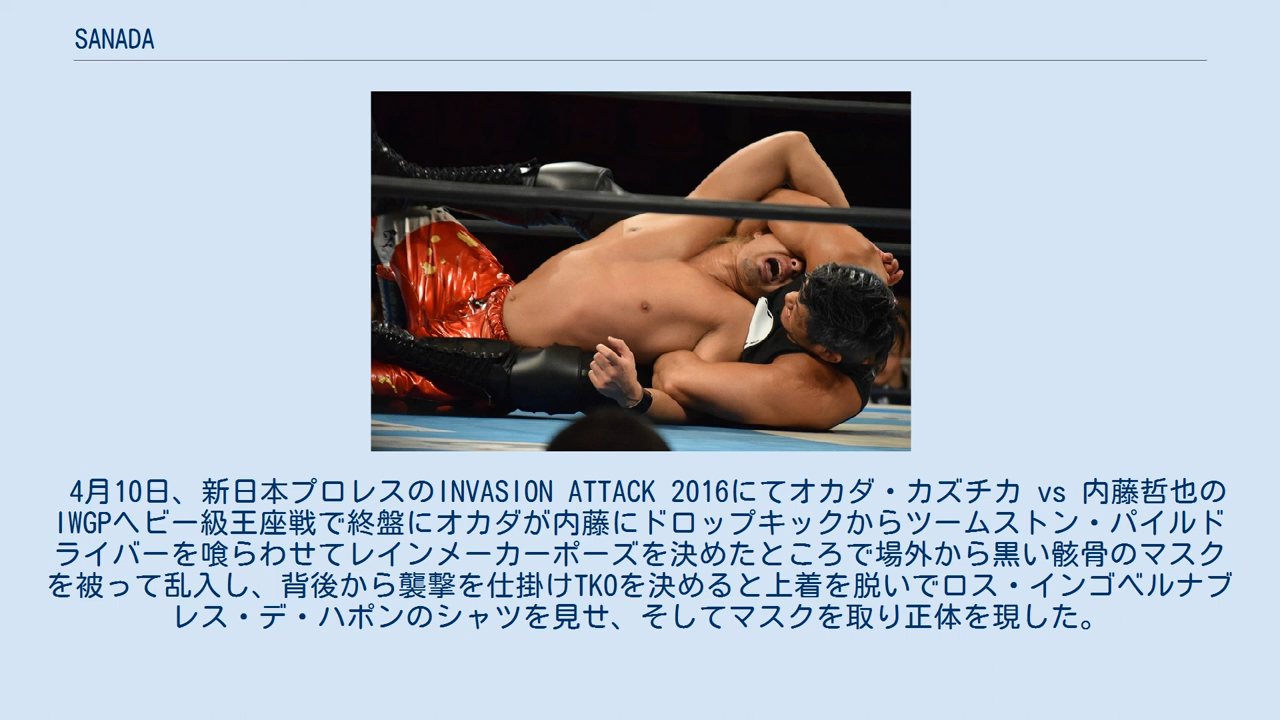 SANADA
4月10日、新日本プロレスのINVASION ATTACK 2016にてオカダ・カズチカ vs 内藤哲也の
IWGPヘビー級王座戦で終盤にオカダが内藤にドロップキックからツームストン・パイルド
ライバーを喰らわせてレインメーカーポーズを決めたところで場外から黒い骸骨のマスク
を被って乱入し、背後から襲撃を仕掛けTKOを決めると上着を脱いでロス・インゴベルナブ
レス・デ・ハポンのシャツを見せ、そしてマスクを取り正体を現した。